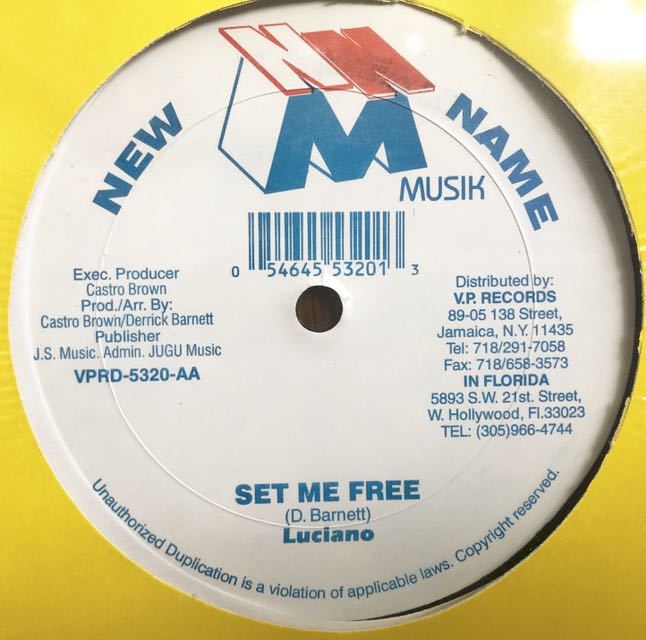 NEW
NAME
NMM
MUSIK
0 54645 53201 3
Exec. Producer
Castro Brown
Prod./Arr. By:
Castro Brown/Derrick Barnett
Publisher
J.S. Music. Admin. JUGU Music
VPRD-5320-AA
Distributed by:
V.P. RECORDS
89-05 138 Street,
Jamaica, N.Y. 11435
Tel: 718/291-7058
Fax: 718/658-3573
IN FLORIDA
5893 S.W. 21st. Street,
W. Hollywood, Fl.33023
TEL: (305)966-4744
SET ME FREE
(D. Barnett)
Luciano
Unauthorized Duplication is a violation of applicable laws. Copyright reserved.